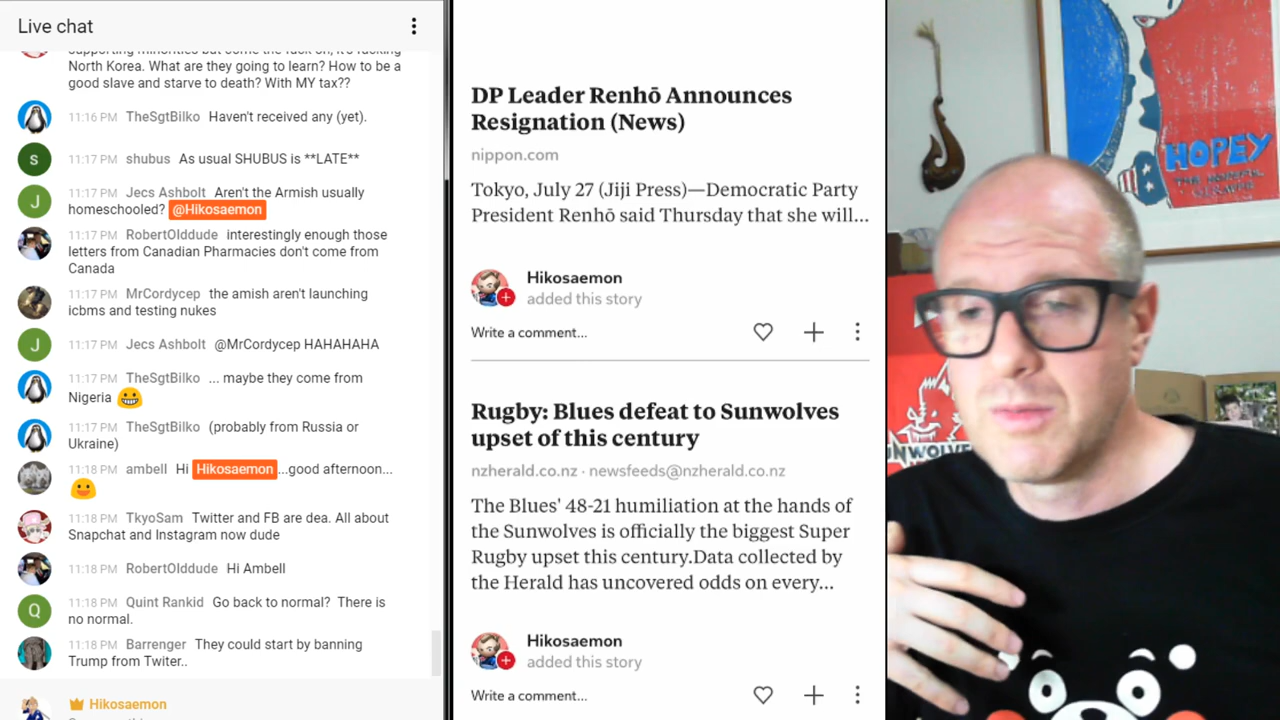 Live chat
supporting minorities but come the fuck on, it's fucking
North Korea. What are they going to learn? How to be a
good slave and starve to death? With MY tax??
11:16 PM TheSgtBilko Haven't received any (yet).
s
11:17 PM shubus As usual SHUBUS is **LATE**
J
11:17 PM Jecs Ashbolt Aren't the Armish usually
homeschooled? @Hikosaemon
11:17 PM RobertOlddude interestingly enough those
letters from Canadian Pharmacies don't come from
Canada
11:17 PM MrCordycep the amish aren't launching
icbms and testing nukes
J
11:17 PM Jecs Ashbolt @MrCordycep HAHAHAHA
11:17 PM TheSgtBilko ... maybe they come from
Nigeria
11:17 PM TheSgtBilko (probably from Russia or
Ukraine)
11:18 PM ambell Hi Hikosaemon...good afternoon...
11:18 PM TkyoSam Twitter and FB are dea. All about
Snapchat and Instagram now dude
11:18 PM RobertOlddude Hi Ambell
Q
11:18 PM Quint Rankid Go back to normal? There is
no normal.
11:18 PM Barrenger They could start by banning
Trump from Twiter..
Hikosaemon
DP Leader Renhō Announces
Resignation (News)
nippon.com
Tokyo, July 27 (Jiji Press)—Democratic Party
President Renhō said Thursday that she will...
Hikosaemon
added this story
Write a comment...
Rugby: Blues defeat to Sunwolves
upset of this century
nzherald.co.nz · newsfeeds@nzherald.co.nz
The Blues' 48-21 humiliation at the hands of
the Sunwolves is officially the biggest Super
Rugby upset this century.Data collected by
the Herald has uncovered odds on every...
Hikosaemon
added this story
Write a comment...
HOPEY